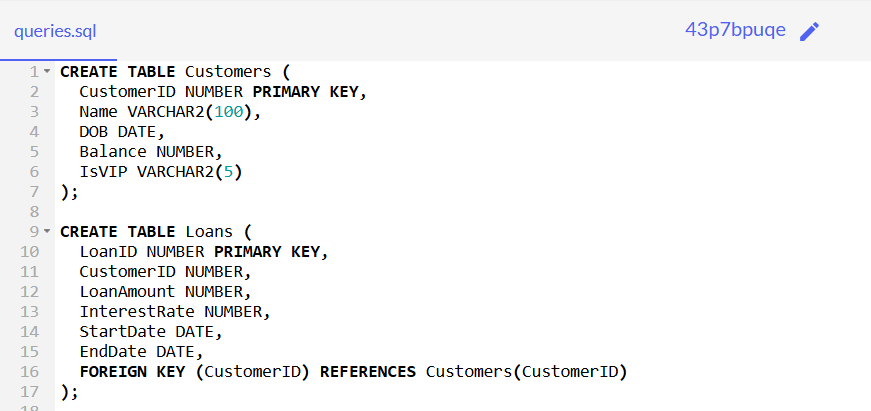 queries.sql
43p7bpuqe
1 CREATE TABLE Customers (
2 CustomerID NUMBER PRIMARY KEY,
3 Name VARCHAR2(100),
4 DOB DATE,
5 Balance NUMBER,
6 IsVIP VARCHAR2(5)
7 );
8
9 CREATE TABLE Loans (
10 LoanID NUMBER PRIMARY KEY,
11 CustomerID NUMBER,
12 LoanAmount NUMBER,
13 InterestRate NUMBER,
14 StartDate DATE,
15 EndDate DATE,
16 FOREIGN KEY (CustomerID) REFERENCES Customers(CustomerID)
17 );
18